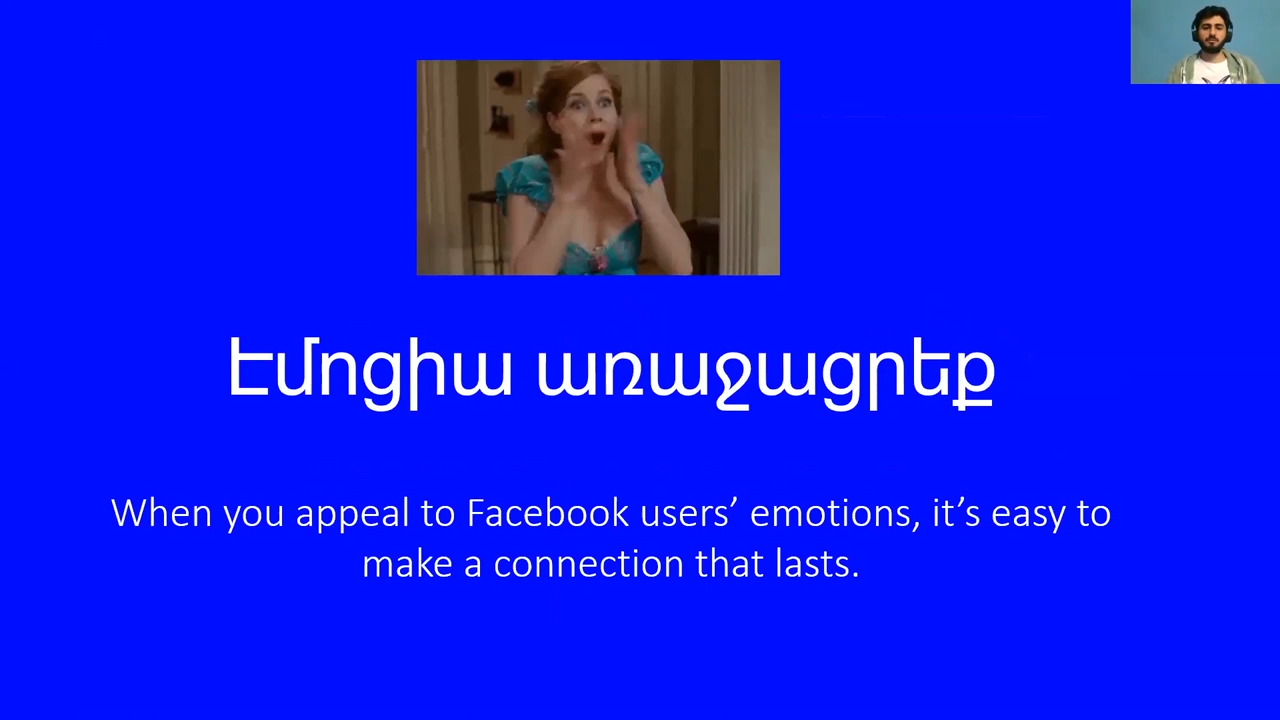 Էմոցիա առաջացրեք
When you appeal to Facebook users’ emotions, it’s easy to
make a connection that lasts.